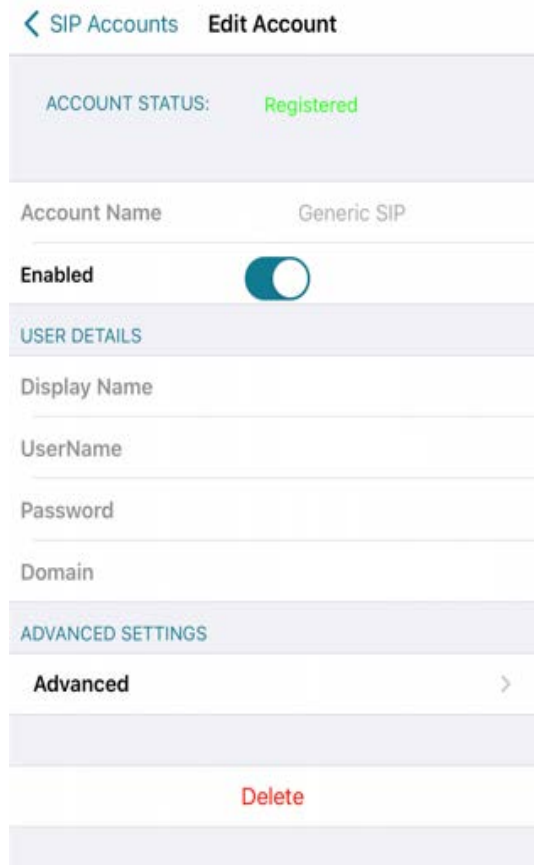 SIP Accounts Edit Account
ACCOUNT STATUS: Registered
Account Name Generic SIP
Enabled
USER DETAILS
Display Name
UserName
Password
Domain
ADVANCED SETTINGS
Advanced
Delete